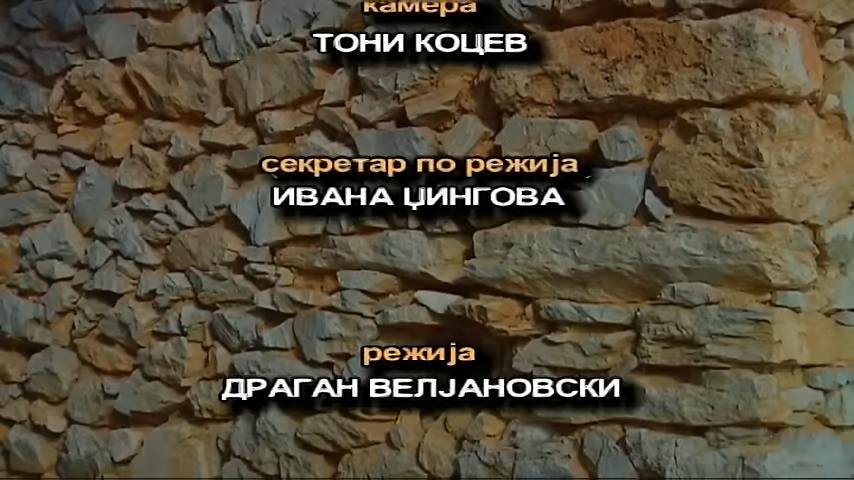 камера
ТОНИ КОЦЕВ
секретар по режија
ИВАНА ЏИНГОВА
режија
ДРАГАН ВЕЛЈАНОВСКИ